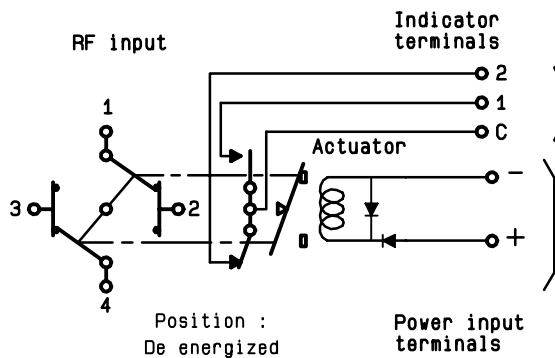 Indicator
terminals
RF input
2
1
1
C
Actuator
-
3
2
+
4
Position :
De energized
Power input
terminals